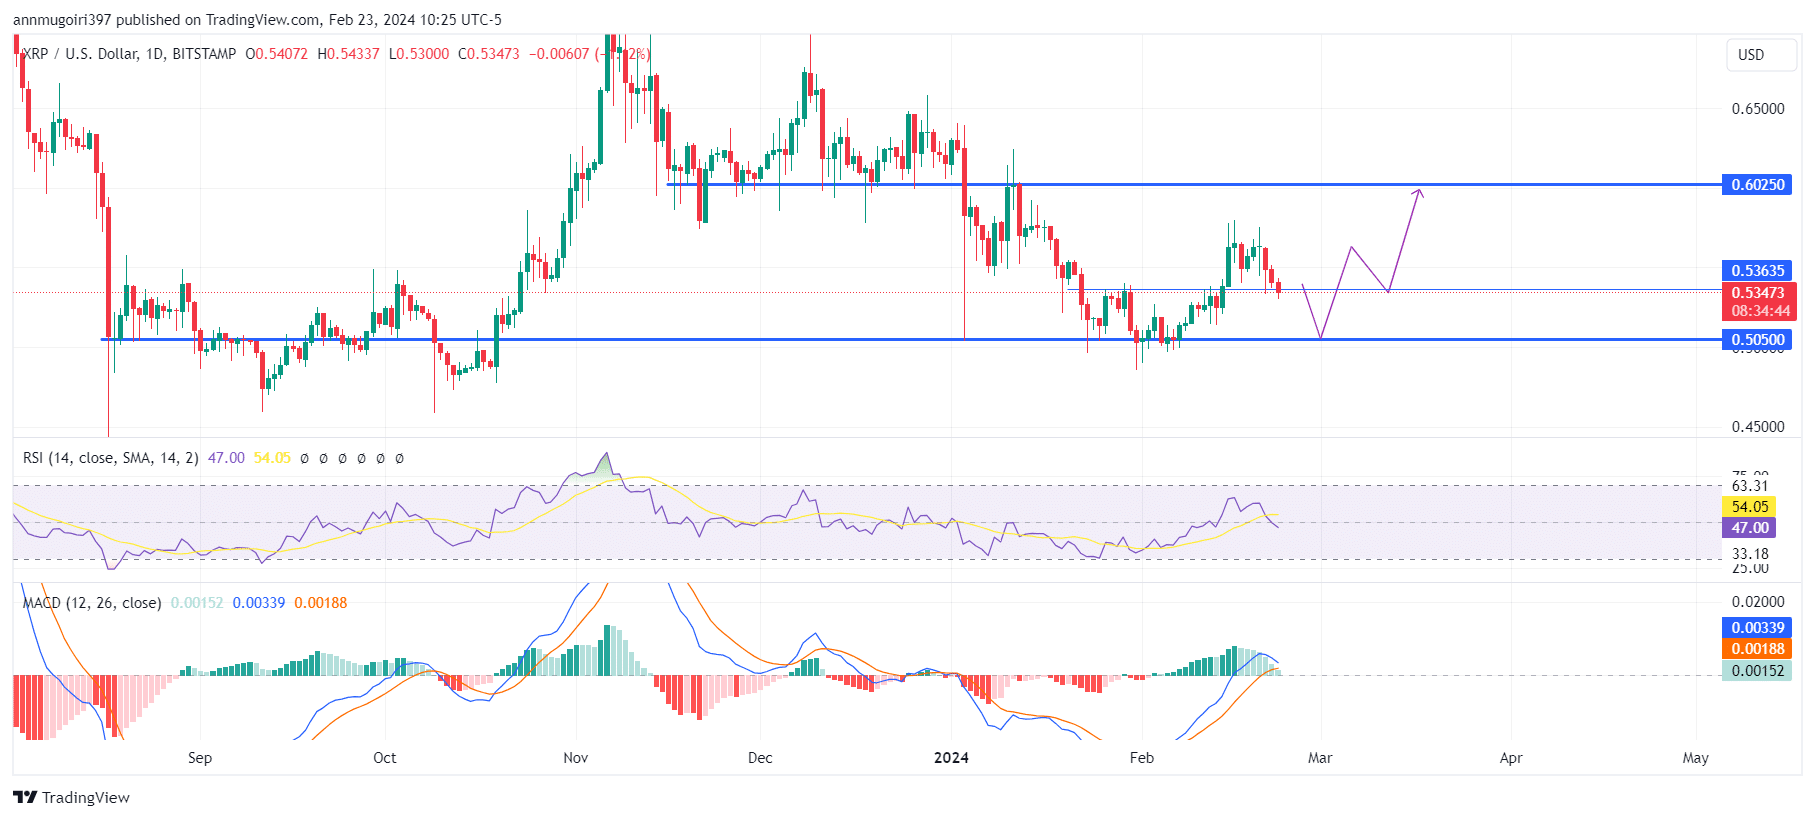 annmugoiri397 published on TradingView.com, Feb 23, 2024 10:25 UTC-5
XRP / U.S. Dollar, 1D, BITSTAMP O0.54072 H0.54337 L0.53000 C0.53473 −0.00607
USD
0.65000
0.60250
0.53635
0.53473
08:34:44
0.50500
0.50000
0.45000
RSI (14, close, SMA, 14, 2) 47.00 54.05 ø ø ø ø ø ø
75.00
63.31
54.05
47.00
33.18
25.00
MACD (12, 26, close) 0.00152 0.00339 0.00188
0.02000
0.00339
0.00188
0.00152
Sep Oct Nov Dec 2024 Feb Mar Apr May
TradingView